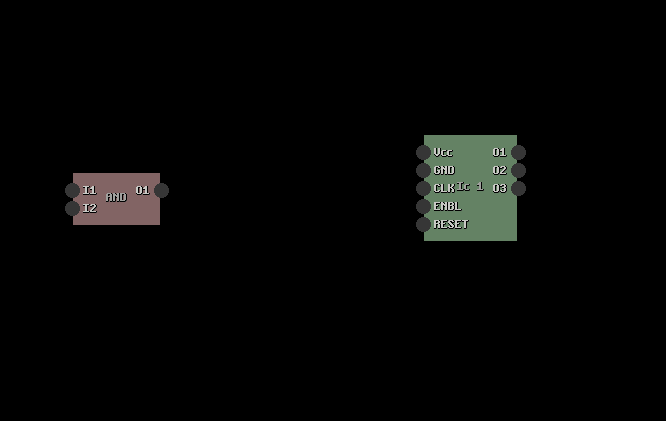 I1 AND O1
I2
Vcc O1
GND O2
CLK Ic 1 O3
ENBL
RESET